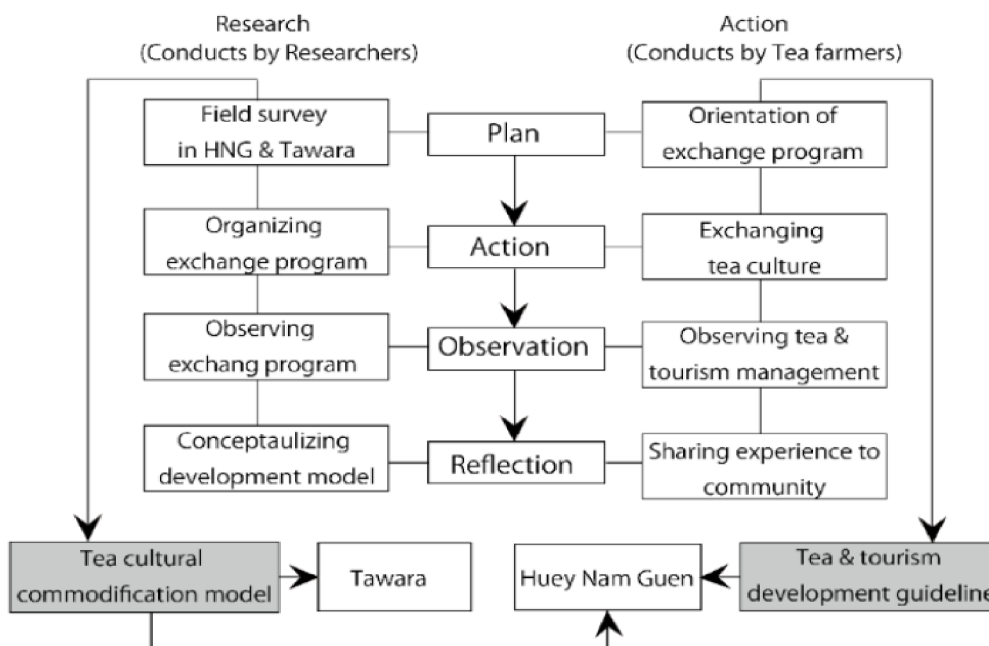 Research
(Conducts by Researchers)
Action
(Conducts by Tea farmers)
Field survey
in HNG & Tawara
Plan
Orientation of
exchange program
Organizing
exchange program
Action
Exchanging
tea culture
Observing
exchang program
Observation
Observing tea &
tourism management
Conceptaulizing
development model
Reflection
Sharing experience to
community
Tea cultural
commodification model
Tawara
Huey Nam Guen
Tea & tourism
development guideline